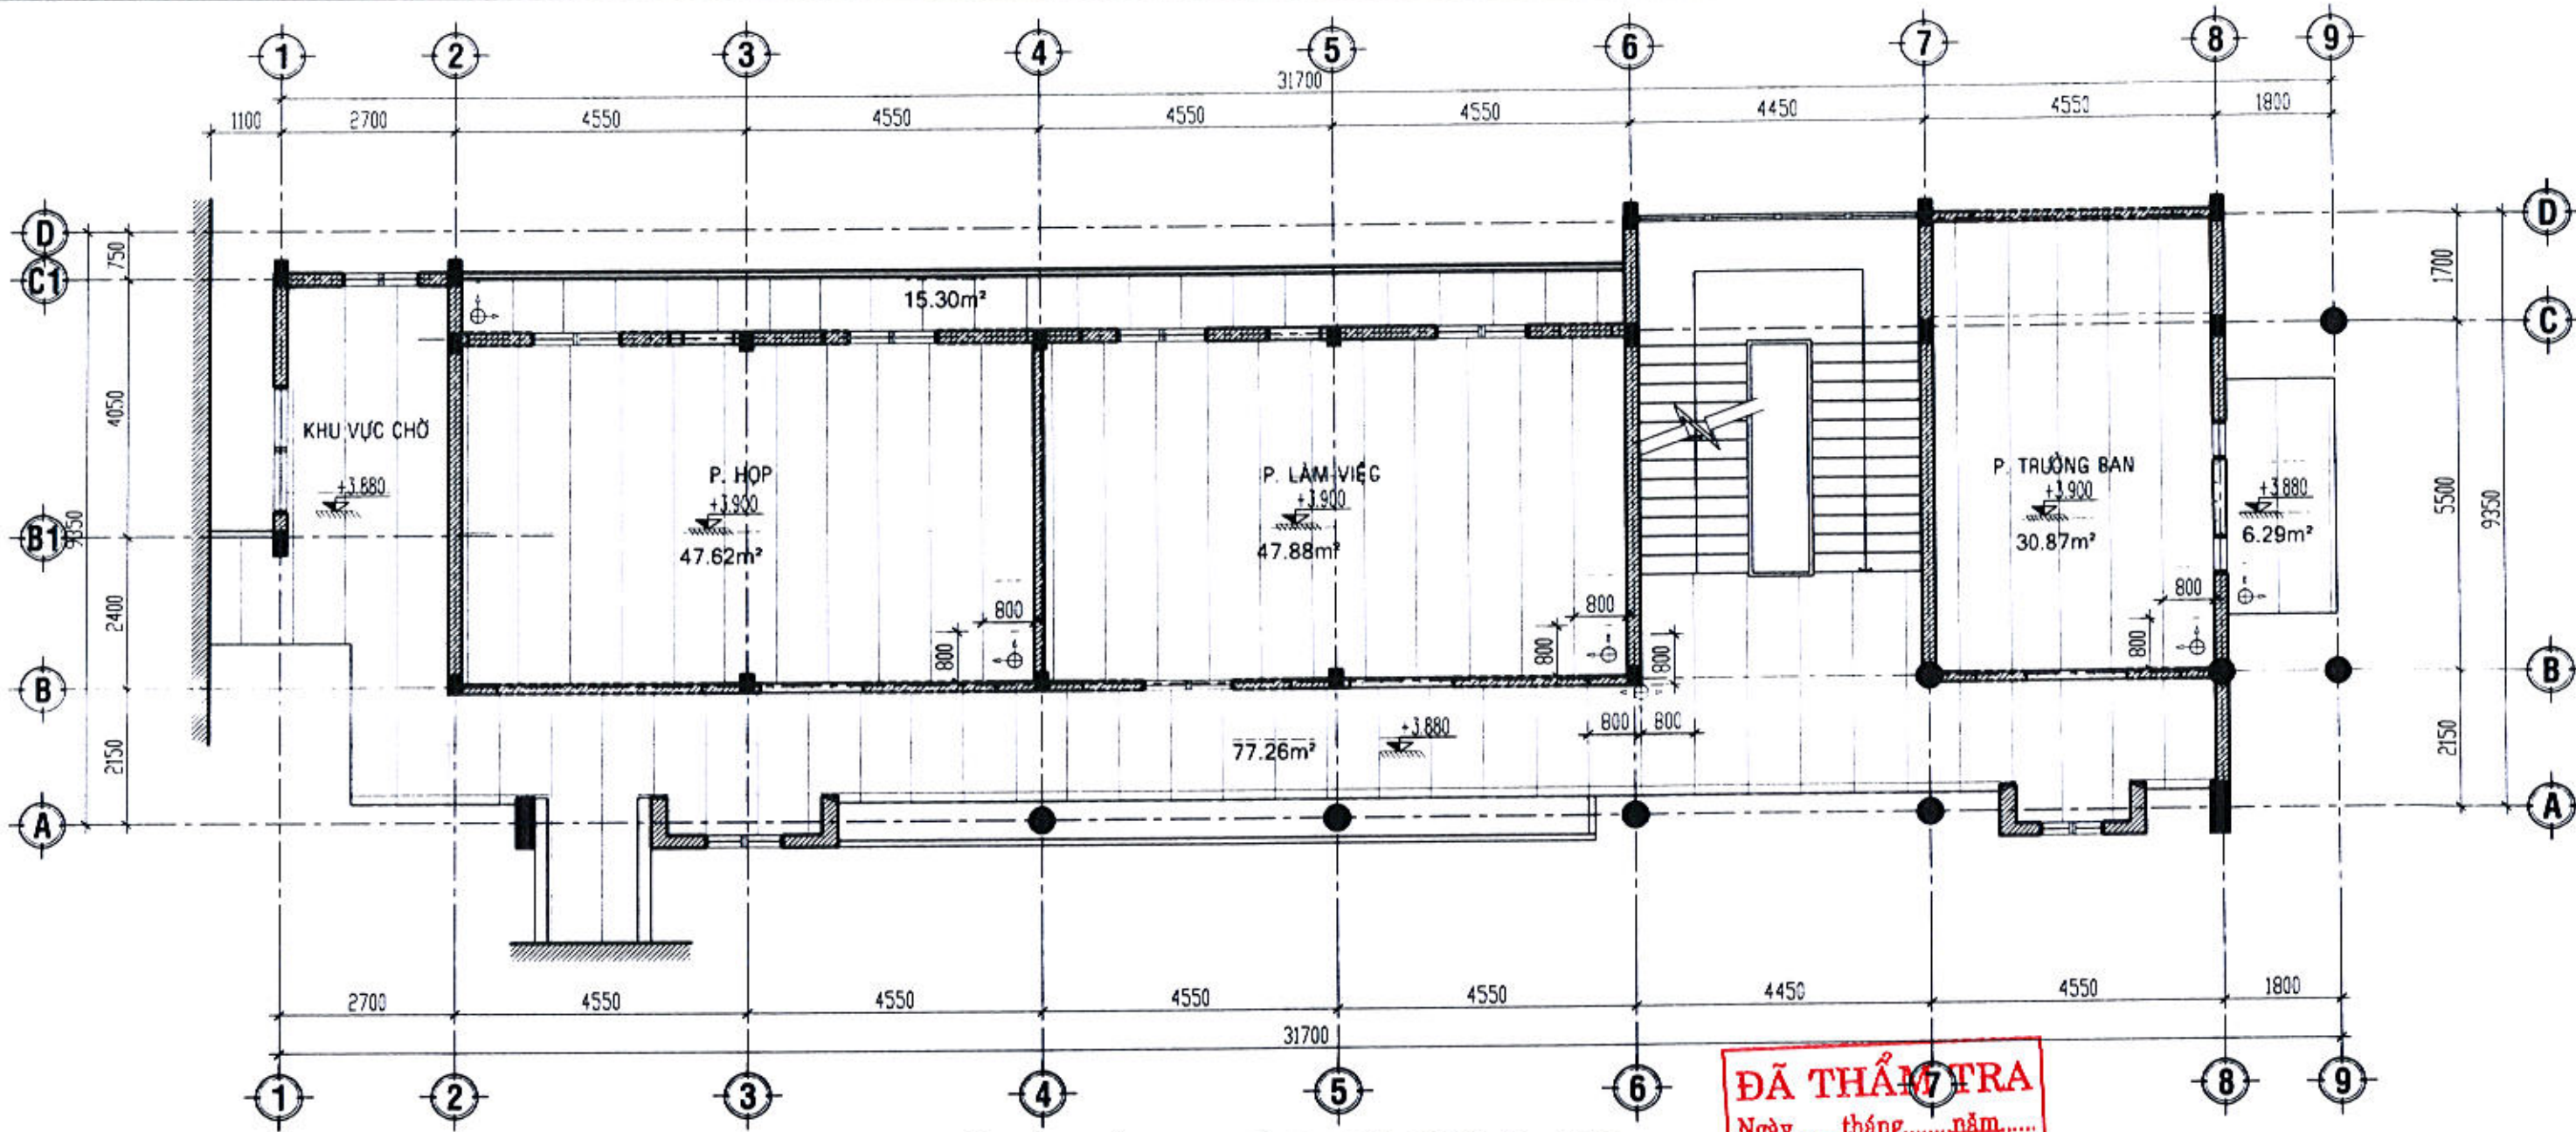 1 2 3 4 5 6 7 8 9
31700
1100 2700 4550 4550 4550 4550 4450 4550 1800
D D
750
C1
15.30m²
1700
C C
4050
KHU VỰC CHỜ
+3.880
P. HỌP
+3.900
47.62m²
P. LÀM VIỆC
+3.900
47.88m²
P. TRƯỞNG BAN
+3.900
30.87m²
+3.880
6.29m²
9350
5500
9350
B1
2400
800
800
800
800
800
800
800
B B
2150
800 800
+3.880
77.26m²
2150
A A
2700 4550 4550 4550 4550 4450 4550 1800
31700
1 2 3 4 5 6 7 8 9
ĐÃ THẨM TRA
Ngày.....tháng.......năm......